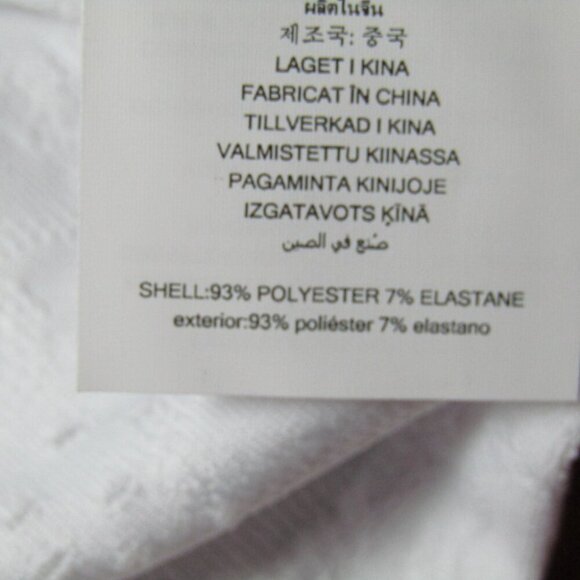 ผลิตในจีน
제조국: 중국
LAGET I KINA
FABRICAT ÎN CHINA
TILLVERKAD I KINA
VALMISTETTU KIINASSA
PAGAMINTA KINIJOJE
IZGATAVOTS ĶĪNĀ
صُنع في الصين
SHELL:93% POLYESTER 7% ELASTANE
exterior:93% poliéster 7% elastano